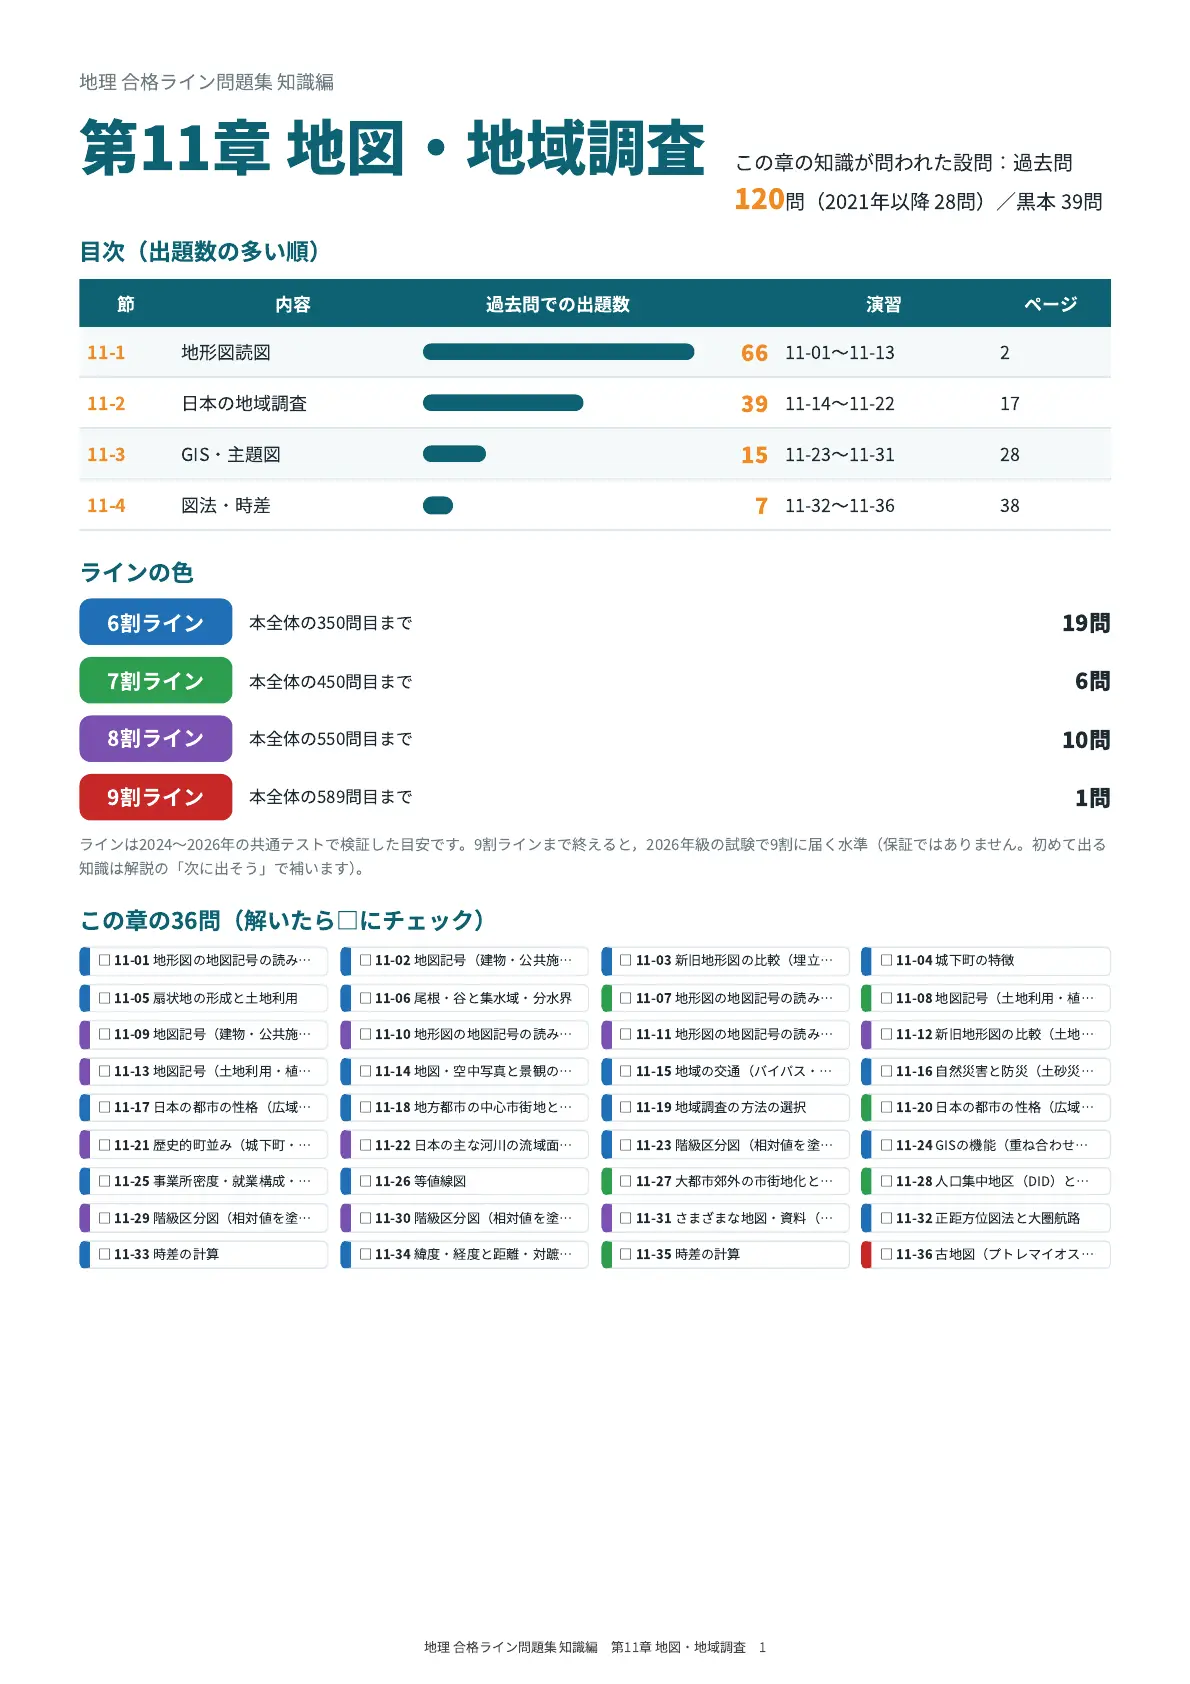 地理 合格ライン問題集 知識編
第11章 地図・地域調査
この章の知識が問われた設問：過去問
120問（2021年以降 28問）／黒本 39問
目次（出題数の多い順）
節 内容 過去問での出題数 演習 ページ
11-1 地形図読図 66 11-01〜11-13 2
11-2 日本の地域調査 39 11-14〜11-22 17
11-3 GIS・主題図 15 11-23〜11-31 28
11-4 図法・時差 7 11-32〜11-36 38
ラインの色
6割ライン 本全体の350問目まで 19問
7割ライン 本全体の450問目まで 6問
8割ライン 本全体の550問目まで 10問
9割ライン 本全体の589問目まで 1問
ラインは2024〜2026年の共通テストで検証した目安です。9割ラインまで終えると，2026年級の試験で9割に届く水準（保証ではありません。初めて出る
知識は解説の「次に出そう」で補います）。
この章の36問（解いたら□にチェック）
□ 11-01 地形図の地図記号の読み… □ 11-02 地図記号（建物・公共施… □ 11-03 新旧地形図の比較（埋立… □ 11-04 城下町の特徴
□ 11-05 扇状地の形成と土地利用 □ 11-06 尾根・谷と集水域・分水界 □ 11-07 地形図の地図記号の読み… □ 11-08 地図記号（土地利用・植…
□ 11-09 地図記号（建物・公共施… □ 11-10 地形図の地図記号の読み… □ 11-11 地形図の地図記号の読み… □ 11-12 新旧地形図の比較（土地…
□ 11-13 地図記号（土地利用・植… □ 11-14 地図・空中写真と景観の… □ 11-15 地域の交通（バイパス・… □ 11-16 自然災害と防災（土砂災…
□ 11-17 日本の都市の性格（広域… □ 11-18 地方都市の中心市街地と… □ 11-19 地域調査の方法の選択 □ 11-20 日本の都市の性格（広域…
□ 11-21 歴史的町並み（城下町・… □ 11-22 日本の主な河川の流域面… □ 11-23 階級区分図（相対値を塗… □ 11-24 GISの機能（重ね合わせ…
□ 11-25 事業所密度・就業構成・… □ 11-26 等値線図 □ 11-27 大都市郊外の市街地化と… □ 11-28 人口集中地区（DID）と…
□ 11-29 階級区分図（相対値を塗… □ 11-30 階級区分図（相対値を塗… □ 11-31 さまざまな地図・資料（… □ 11-32 正距方位図法と大圏航路
□ 11-33 時差の計算 □ 11-34 緯度・経度と距離・対蹠… □ 11-35 時差の計算 □ 11-36 古地図（プトレマイオス…
地理 合格ライン問題集 知識編 第11章 地図・地域調査 1